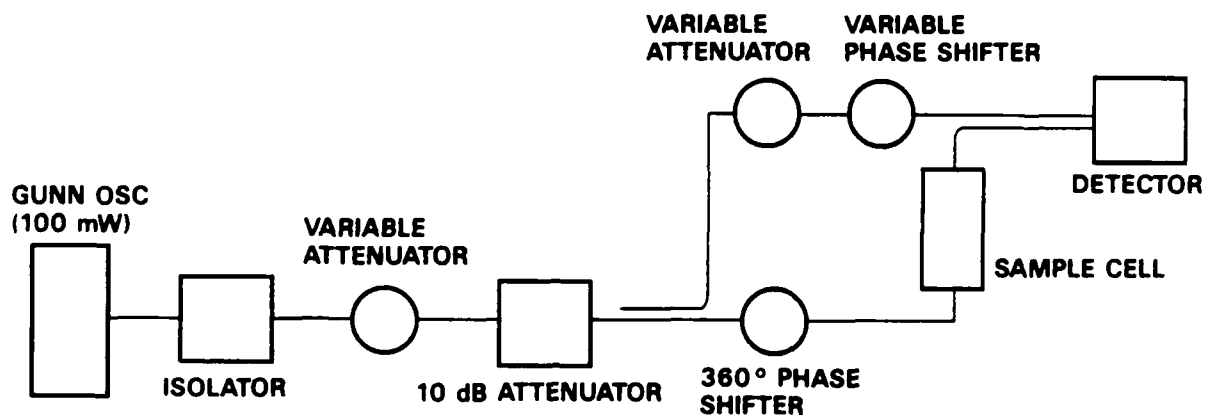 VARIABLE
ATTENUATOR
VARIABLE
PHASE SHIFTER
DETECTOR
GUNN OSC
(100 mW)
VARIABLE
ATTENUATOR
SAMPLE CELL
ISOLATOR
10 dB ATTENUATOR
360° PHASE
SHIFTER